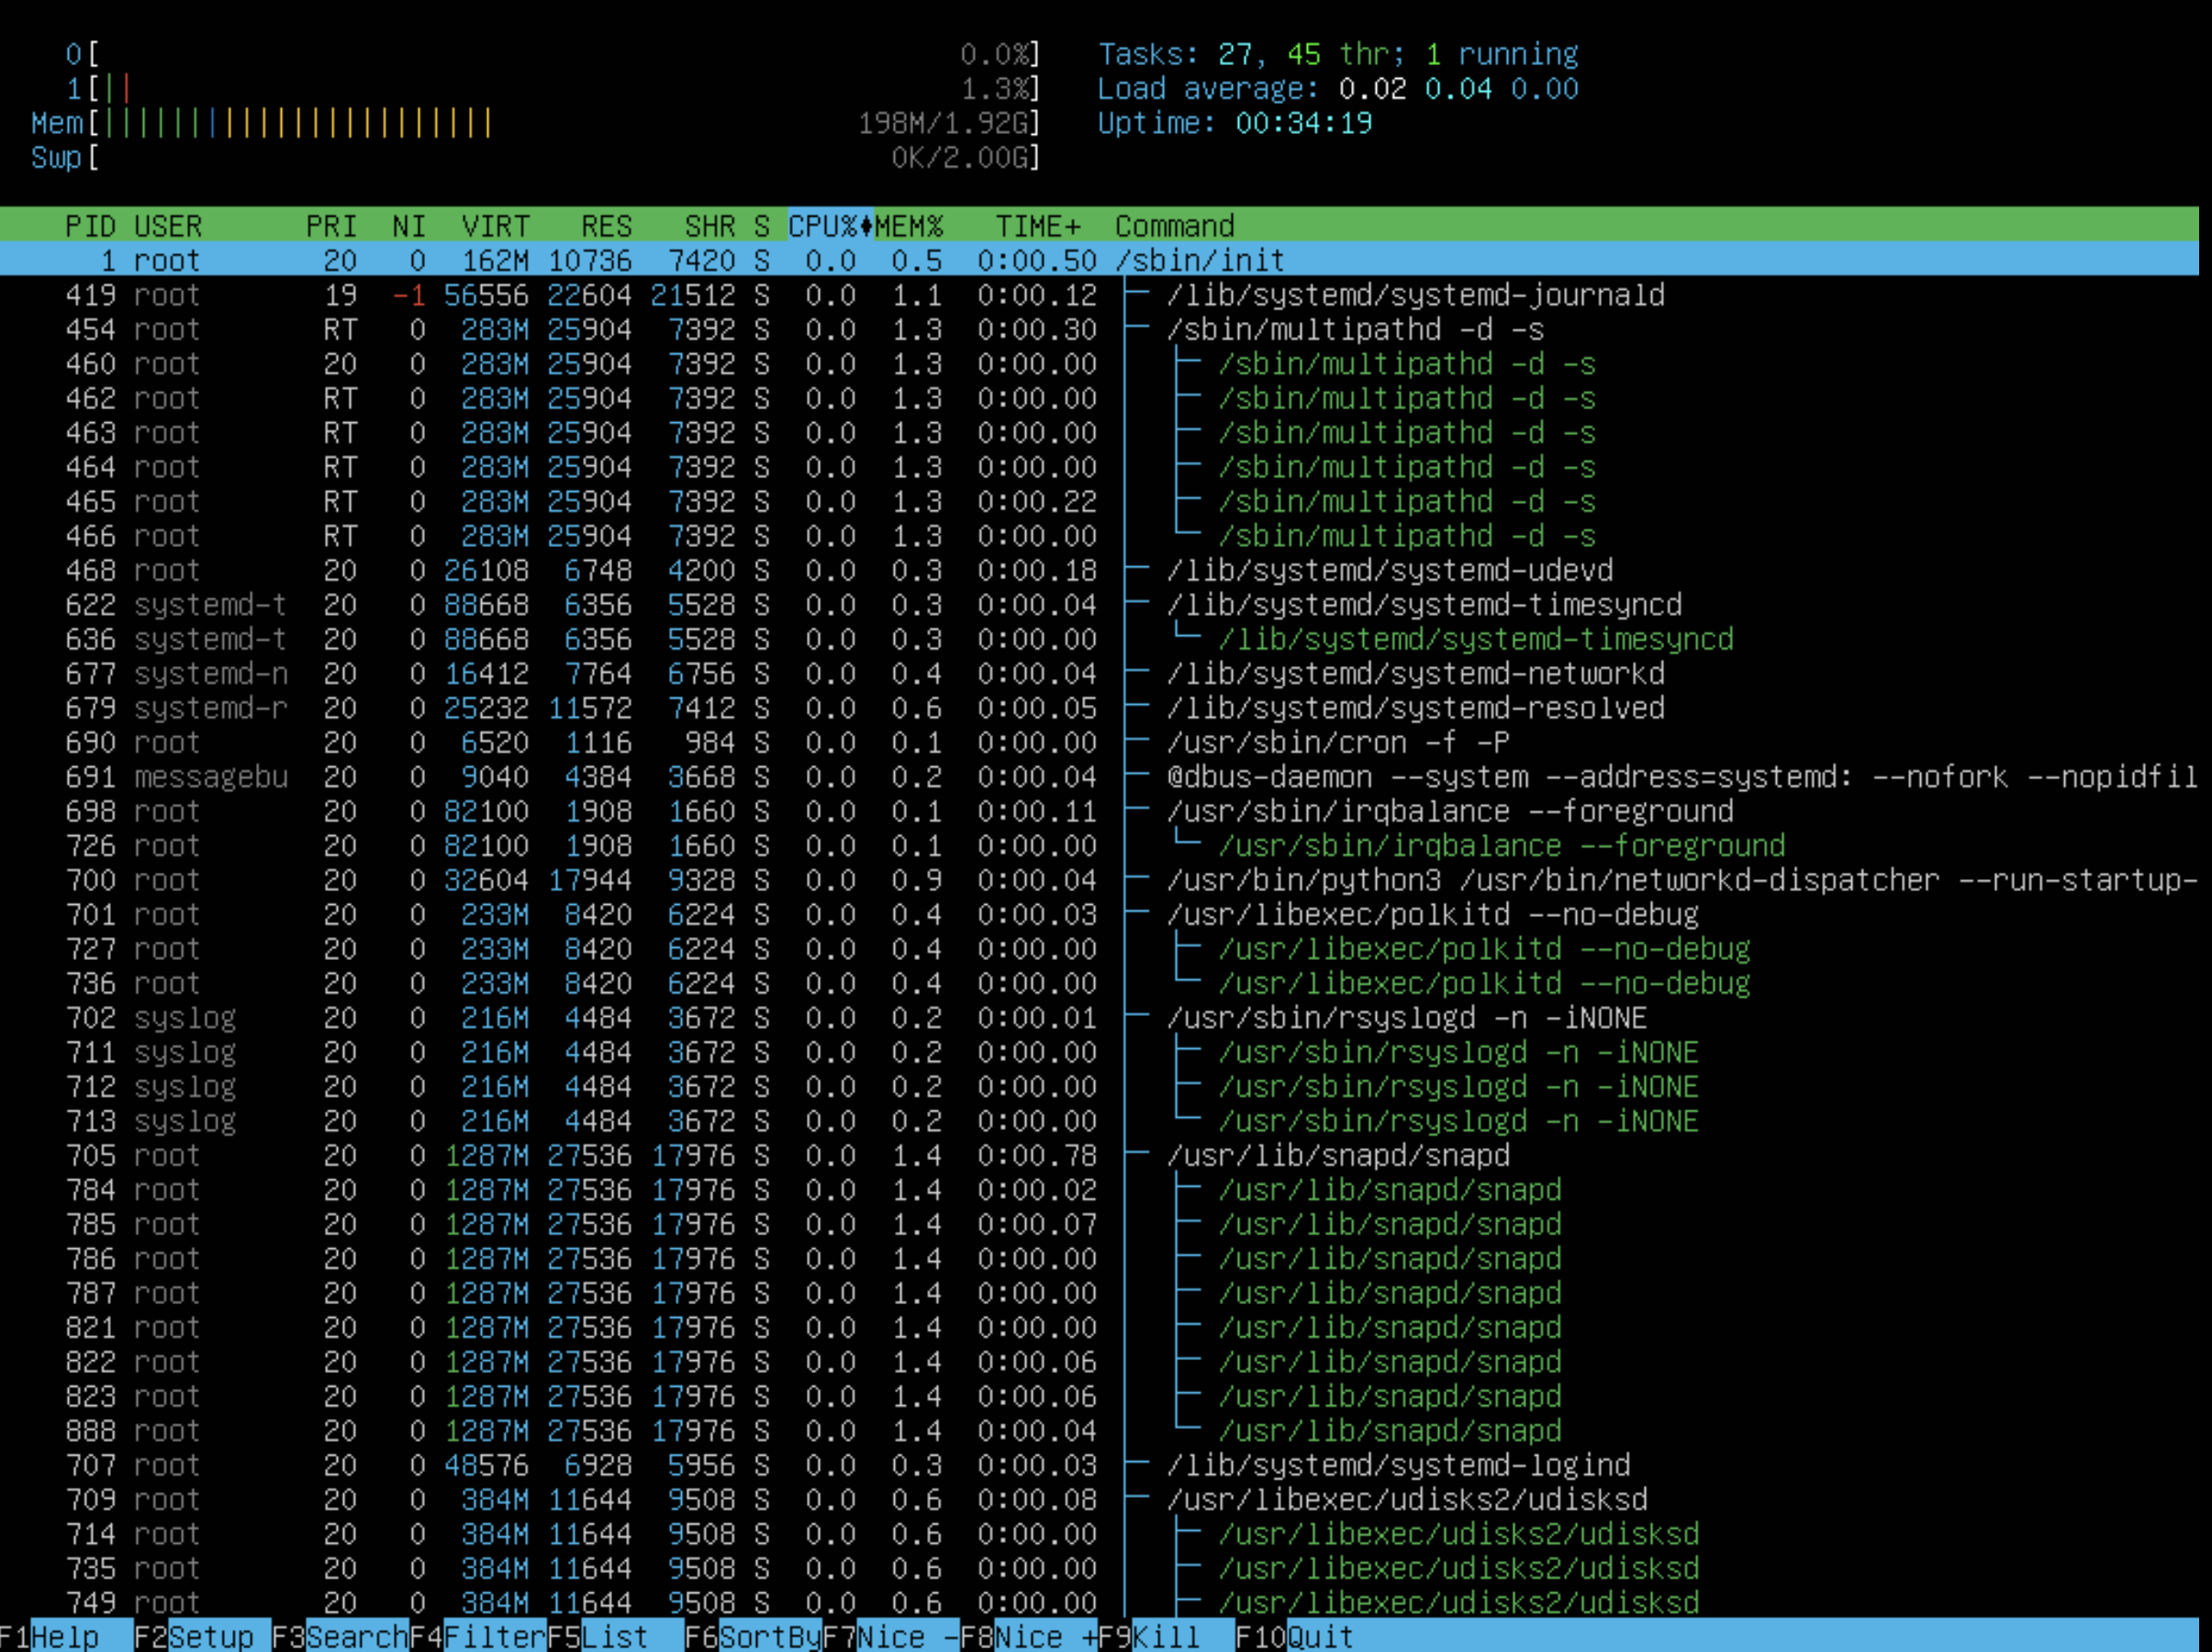 0[ 0.0%] Tasks: 27, 45 thr; 1 running
1[|| 1.3%] Load average: 0.02 0.04 0.00
Mem[||||||||||||||||||||||| 198M/1.92G] Uptime: 00:34:19
Swp[ 0K/2.00G]
PID USER PRI NI VIRT RES SHR S CPU%♦MEM% TIME+ Command
1 root 20 0 162M 10736 7420 S 0.0 0.5 0:00.50 /sbin/init
419 root 19 -1 56556 22604 21512 S 0.0 1.1 0:00.12 ├─ /lib/systemd/systemd-journald
454 root RT 0 283M 25904 7392 S 0.0 1.3 0:00.30 ├─ /sbin/multipathd -d -s
460 root 20 0 283M 25904 7392 S 0.0 1.3 0:00.00 │ ├─ /sbin/multipathd -d -s
462 root RT 0 283M 25904 7392 S 0.0 1.3 0:00.00 │ ├─ /sbin/multipathd -d -s
463 root RT 0 283M 25904 7392 S 0.0 1.3 0:00.00 │ ├─ /sbin/multipathd -d -s
464 root RT 0 283M 25904 7392 S 0.0 1.3 0:00.00 │ ├─ /sbin/multipathd -d -s
465 root RT 0 283M 25904 7392 S 0.0 1.3 0:00.22 │ ├─ /sbin/multipathd -d -s
466 root RT 0 283M 25904 7392 S 0.0 1.3 0:00.00 │ └─ /sbin/multipathd -d -s
468 root 20 0 26108 6748 4200 S 0.0 0.3 0:00.18 ├─ /lib/systemd/systemd-udevd
622 systemd-t 20 0 88668 6356 5528 S 0.0 0.3 0:00.04 ├─ /lib/systemd/systemd-timesyncd
636 systemd-t 20 0 88668 6356 5528 S 0.0 0.3 0:00.00 │ └─ /lib/systemd/systemd-timesyncd
677 systemd-n 20 0 16412 7764 6756 S 0.0 0.4 0:00.04 ├─ /lib/systemd/systemd-networkd
679 systemd-r 20 0 25232 11572 7412 S 0.0 0.6 0:00.05 ├─ /lib/systemd/systemd-resolved
690 root 20 0 6520 1116 984 S 0.0 0.1 0:00.00 ├─ /usr/sbin/cron -f -P
691 messagebu 20 0 9040 4384 3668 S 0.0 0.2 0:00.04 ├─ @dbus-daemon --system --address=systemd: --nofork --nopidfil
698 root 20 0 82100 1908 1660 S 0.0 0.1 0:00.11 ├─ /usr/sbin/irqbalance --foreground
726 root 20 0 82100 1908 1660 S 0.0 0.1 0:00.00 │ └─ /usr/sbin/irqbalance --foreground
700 root 20 0 32604 17944 9328 S 0.0 0.9 0:00.04 ├─ /usr/bin/python3 /usr/bin/networkd-dispatcher --run-startup-
701 root 20 0 233M 8420 6224 S 0.0 0.4 0:00.03 ├─ /usr/libexec/polkitd --no-debug
727 root 20 0 233M 8420 6224 S 0.0 0.4 0:00.00 │ ├─ /usr/libexec/polkitd --no-debug
736 root 20 0 233M 8420 6224 S 0.0 0.4 0:00.00 │ └─ /usr/libexec/polkitd --no-debug
702 syslog 20 0 216M 4484 3672 S 0.0 0.2 0:00.01 ├─ /usr/sbin/rsyslogd -n -iNONE
711 syslog 20 0 216M 4484 3672 S 0.0 0.2 0:00.00 │ ├─ /usr/sbin/rsyslogd -n -iNONE
712 syslog 20 0 216M 4484 3672 S 0.0 0.2 0:00.00 │ ├─ /usr/sbin/rsyslogd -n -iNONE
713 syslog 20 0 216M 4484 3672 S 0.0 0.2 0:00.00 │ └─ /usr/sbin/rsyslogd -n -iNONE
705 root 20 0 1287M 27536 17976 S 0.0 1.4 0:00.78 ├─ /usr/lib/snapd/snapd
784 root 20 0 1287M 27536 17976 S 0.0 1.4 0:00.02 │ ├─ /usr/lib/snapd/snapd
785 root 20 0 1287M 27536 17976 S 0.0 1.4 0:00.07 │ ├─ /usr/lib/snapd/snapd
786 root 20 0 1287M 27536 17976 S 0.0 1.4 0:00.00 │ ├─ /usr/lib/snapd/snapd
787 root 20 0 1287M 27536 17976 S 0.0 1.4 0:00.00 │ ├─ /usr/lib/snapd/snapd
821 root 20 0 1287M 27536 17976 S 0.0 1.4 0:00.00 │ ├─ /usr/lib/snapd/snapd
822 root 20 0 1287M 27536 17976 S 0.0 1.4 0:00.06 │ ├─ /usr/lib/snapd/snapd
823 root 20 0 1287M 27536 17976 S 0.0 1.4 0:00.06 │ ├─ /usr/lib/snapd/snapd
888 root 20 0 1287M 27536 17976 S 0.0 1.4 0:00.04 │ └─ /usr/lib/snapd/snapd
707 root 20 0 48576 6928 5956 S 0.0 0.3 0:00.03 ├─ /lib/systemd/systemd-logind
709 root 20 0 384M 11644 9508 S 0.0 0.6 0:00.08 ├─ /usr/libexec/udisks2/udisksd
714 root 20 0 384M 11644 9508 S 0.0 0.6 0:00.00 │ ├─ /usr/libexec/udisks2/udisksd
735 root 20 0 384M 11644 9508 S 0.0 0.6 0:00.00 │ ├─ /usr/libexec/udisks2/udisksd
749 root 20 0 384M 11644 9508 S 0.0 0.6 0:00.00 │ ├─ /usr/libexec/udisks2/udisksd
F1Help F2Setup F3SearchF4FilterF5List F6SortByF7Nice -F8Nice +F9Kill F10Quit